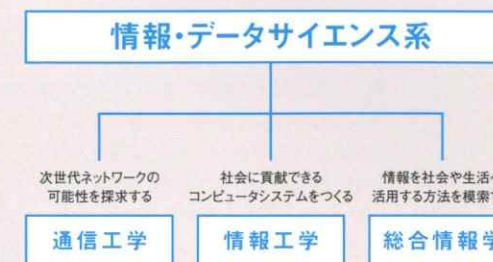 情報・データサイエンス系
次世代ネットワークの
可能性を探求する
通信工学
社会に貢献できる
コンピュータシステムをつくる
情報工学
情報を社会や生活
活用する方法を模索
総合情報学